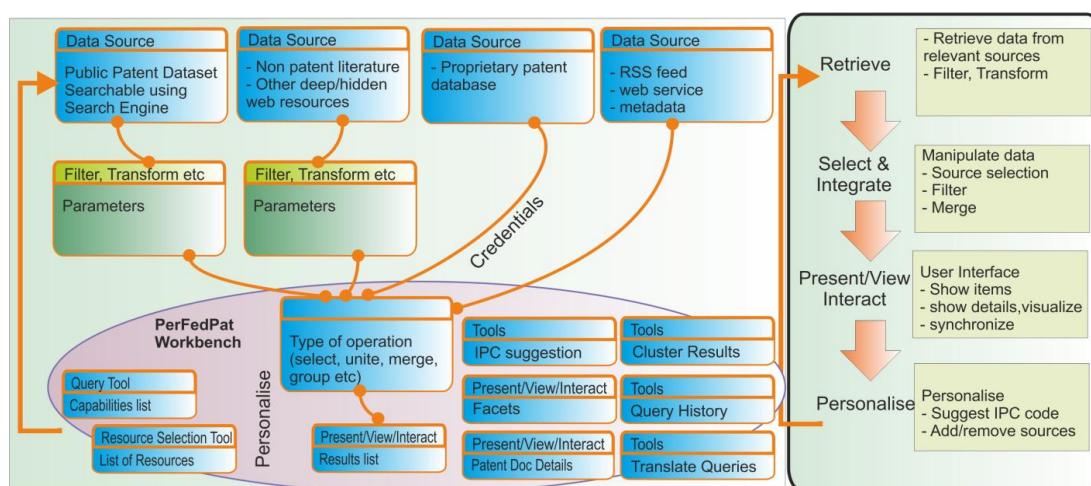 Data Source
Public Patent Dataset
Searchable using
Search Engine
Data Source
- Non patent literature
- Other deep/hidden
web resources
Data Source
- Proprietary patent
database
Data Source
- RSS feed
- web service
- metadata
Filter, Transform etc
Parameters
Filter, Transform etc
Parameters
Credentials
PerFedPat
Workbench
Type of operation
(select, unite, merge,
group etc)
Personalise
Query Tool
Capabilities list
Resource Selection Tool
List of Resources
Present/View/Interact
Results list
Tools
IPC suggestion
Tools
Cluster Results
Present/View/Interact
Facets
Tools
Query History
Present/View/Interact
Patent Doc Details
Tools
Translate Queries
Retrieve
- Retrieve data from
relevant sources
- Filter, Transform
Select &
Integrate
Manipulate data
- Source selection
- Filter
- Merge
Present/View
Interact
User Interface
- Show items
- show details,visualize
- synchronize
Personalise
Personalise
- Suggest IPC code
- Add/remove sources